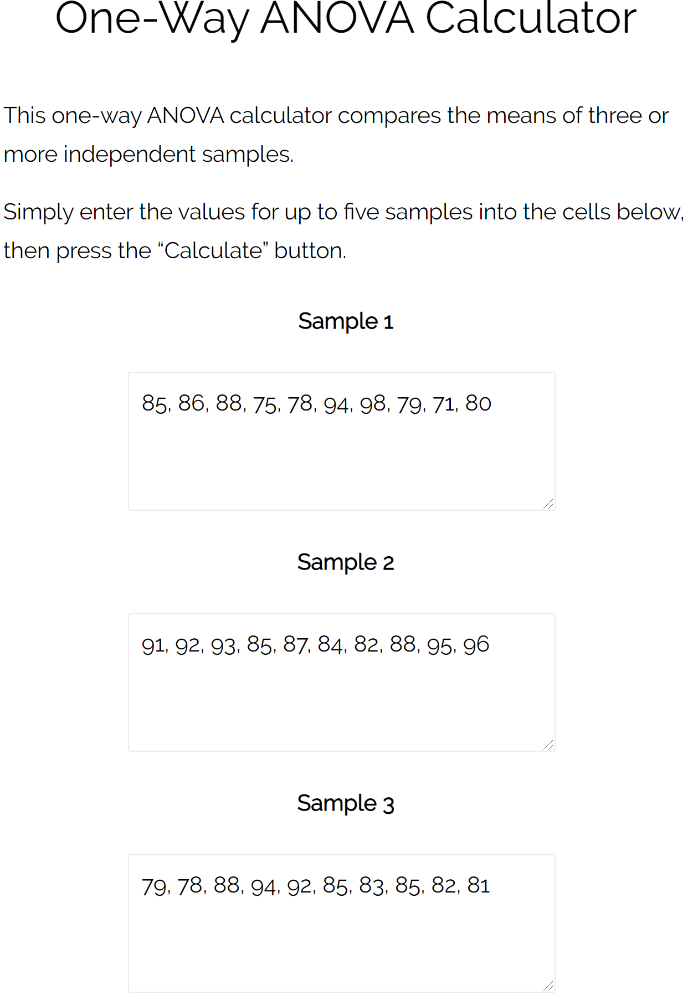 One-Way ANOVA Calculator
This one-way ANOVA calculator compares the means of three or
more independent samples.
Simply enter the values for up to five samples into the cells below,
then press the “Calculate” button.
Sample 1
85, 86, 88, 75, 78, 94, 98, 79, 71, 80
Sample 2
91, 92, 93, 85, 87, 84, 82, 88, 95, 96
Sample 3
79, 78, 88, 94, 92, 85, 83, 85, 82, 81